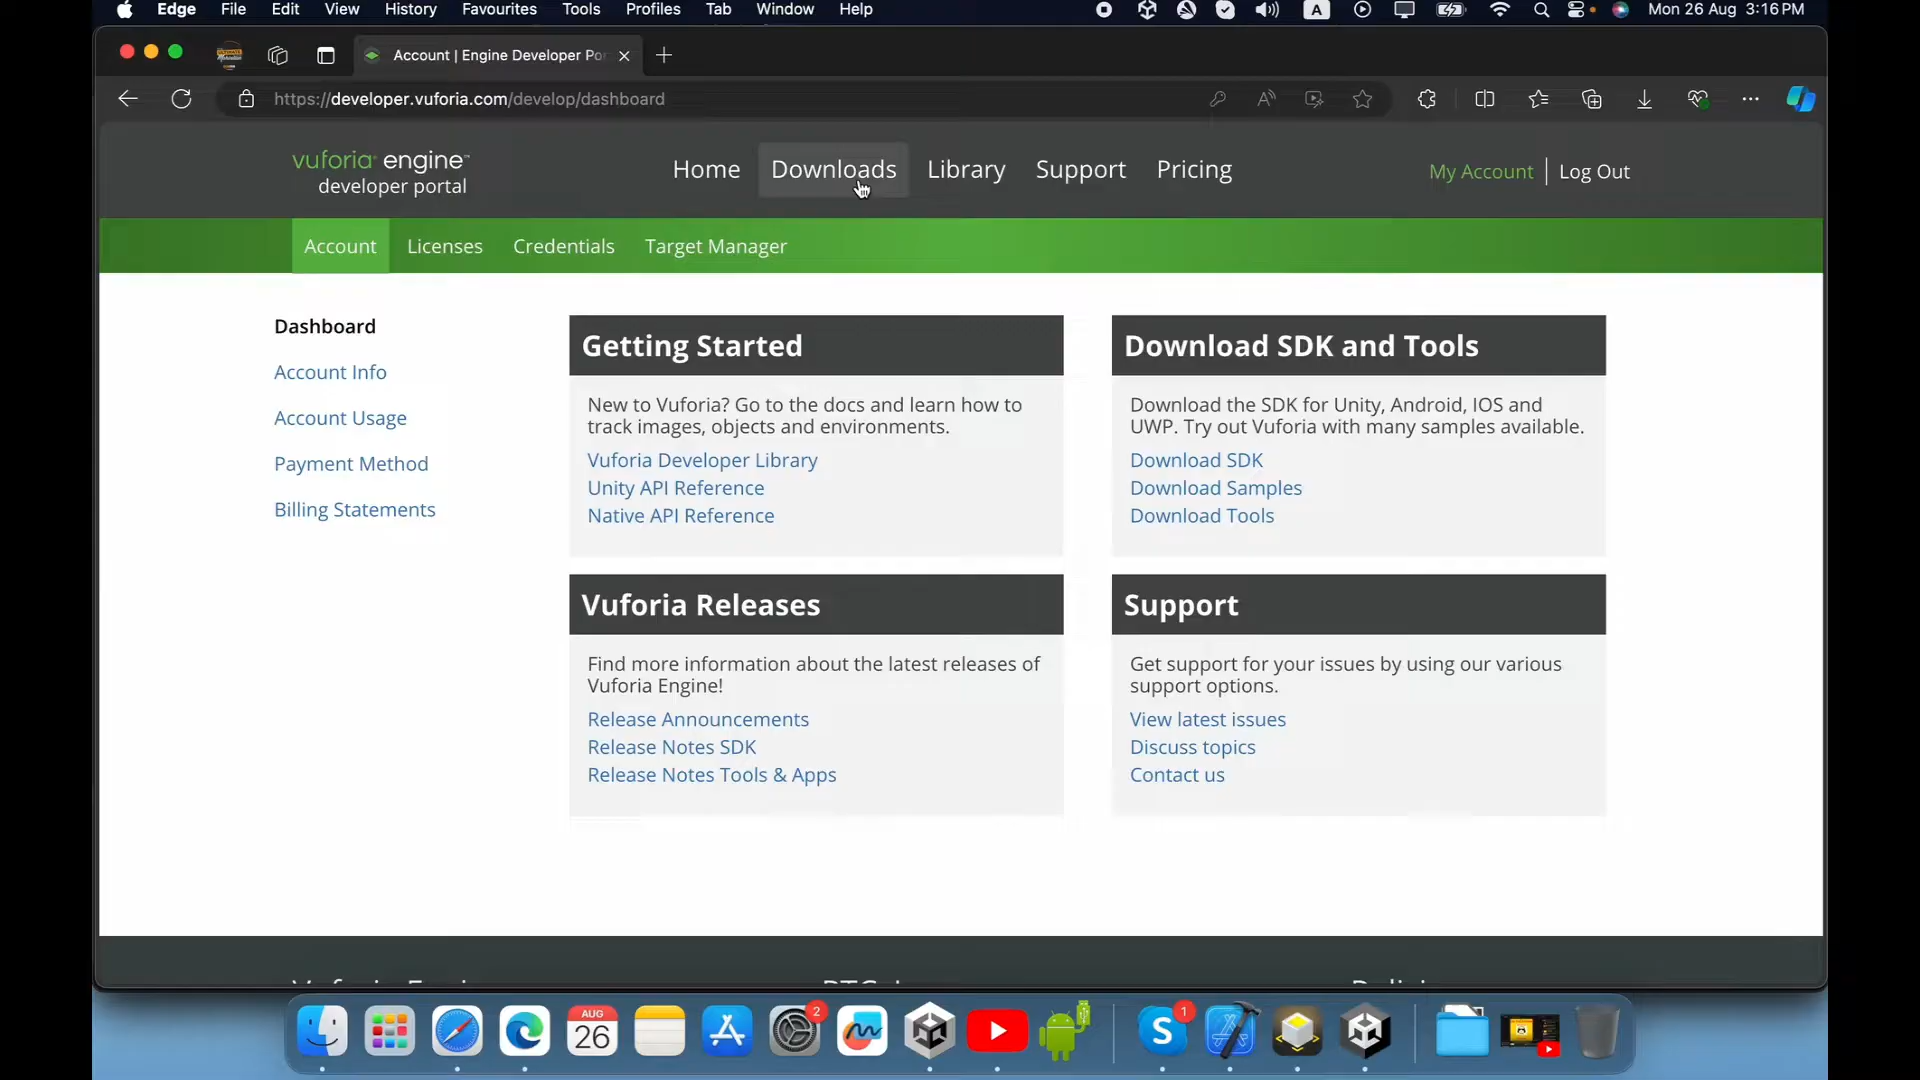 Edge File Edit View History Favourites Tools Profiles Tab Window Help A Mon 26 Aug 3:16 PM
Account | Engine Developer Por
https://developer.vuforia.com/develop/dashboard
vuforia engine™
developer portal
Home Downloads Library Support Pricing
My Account Log Out
Account Licenses Credentials Target Manager
Dashboard
Account Info
Account Usage
Payment Method
Billing Statements
Getting Started
New to Vuforia? Go to the docs and learn how to
track images, objects and environments.
Vuforia Developer Library
Unity API Reference
Native API Reference
Download SDK and Tools
Download the SDK for Unity, Android, IOS and
UWP. Try out Vuforia with many samples available.
Download SDK
Download Samples
Download Tools
Vuforia Releases
Find more information about the latest releases of
Vuforia Engine!
Release Announcements
Release Notes SDK
Release Notes Tools & Apps
Support
Get support for your issues by using our various
support options.
View latest issues
Discuss topics
Contact us
AUG
26
2
S
1